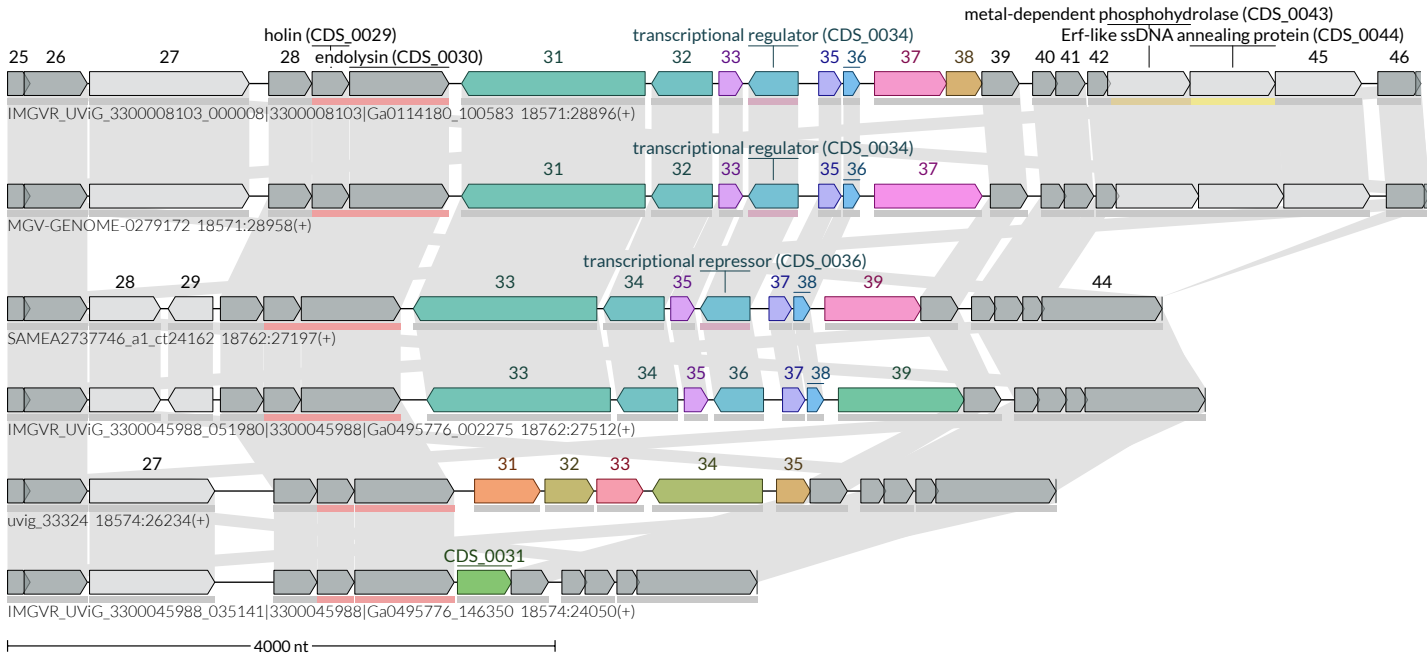 metal-dependent phosphohydrolase (CDS_0043)
holin (CDS_0029) transcriptional regulator (CDS_0034) Erf-like ssDNA annealing protein (CDS_0044)
25 26 27 28 endolysin (CDS_0030) 31 32 33 35 36 37 38 39 40 41 42 45 46
IMGVR_UViG_3300008103_000008|3300008103|Ga0114180_100583 18571:28896(+)
transcriptional regulator (CDS_0034)
31 32 33 35 36 37
MGV-GENOME-0279172 18571:28958(+)
transcriptional repressor (CDS_0036)
28 29 33 34 35 37 38 39 44
SAMEA2737746_a1_ct24162 18762:27197(+)
33 34 35 36 37 38 39
IMGVR_UViG_3300045988_051980|3300045988|Ga0495776_002275 18762:27512(+)
27 31 32 33 34 35
uvig_33324 18574:26234(+)
CDS_0031
IMGVR_UViG_3300045988_035141|3300045988|Ga0495776_146350 18574:24050(+)
4000 nt